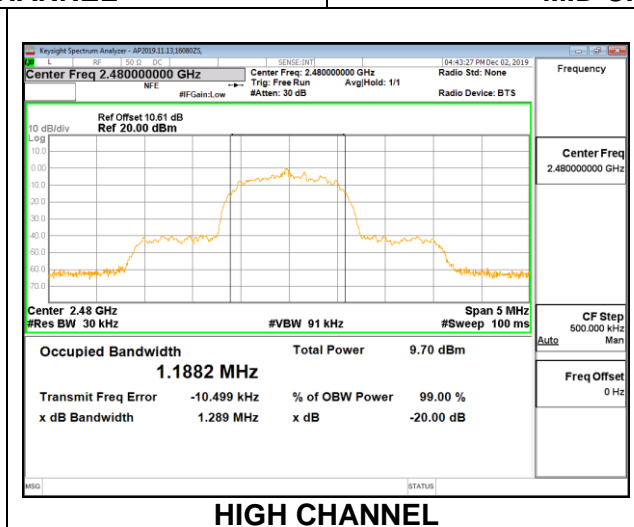 Keysight Spectrum Analyzer - AP2019.11.13,16080ZS,
L RF 50 Ω DC SENSE:INT 04:43:27 PM Dec 02, 2019
Center Freq 2.480000000 GHz
NFE
#IFGain:Low
Center Freq: 2.480000000 GHz
Trig: Free Run Avg|Hold: 1/1
#Atten: 30 dB
Radio Std: None
Radio Device: BTS
Frequency
Ref Offset 10.61 dB
10 dB/div Ref 20.00 dBm
Log
10.0
0.00
-10.0
-20.0
-30.0
-40.0
-50.0
-60.0
-70.0
Center Freq
2.480000000 GHz
Center 2.48 GHz Span 5 MHz
#Res BW 30 kHz #VBW 91 kHz #Sweep 100 ms
CF Step
500.000 kHz
Auto Man
Occupied Bandwidth Total Power 9.70 dBm
1.1882 MHz
Transmit Freq Error -10.499 kHz % of OBW Power 99.00 %
x dB Bandwidth 1.289 MHz x dB -20.00 dB
Freq Offset
0 Hz
MSG STATUS
HIGH CHANNEL